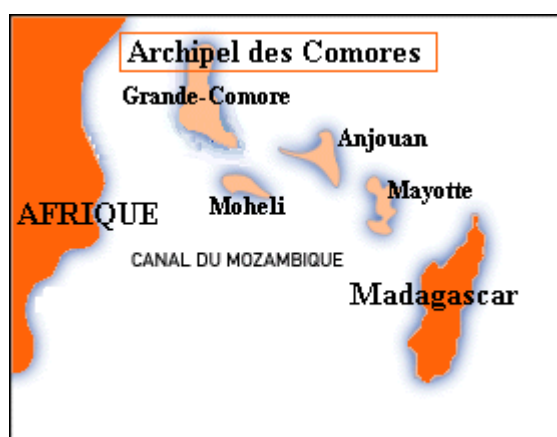 Archipel des Comores
Grande-Comore
Anjouan
Mayotte
Moheli
AFRIQUE
CANAL DU MOZAMBIQUE
Madagascar